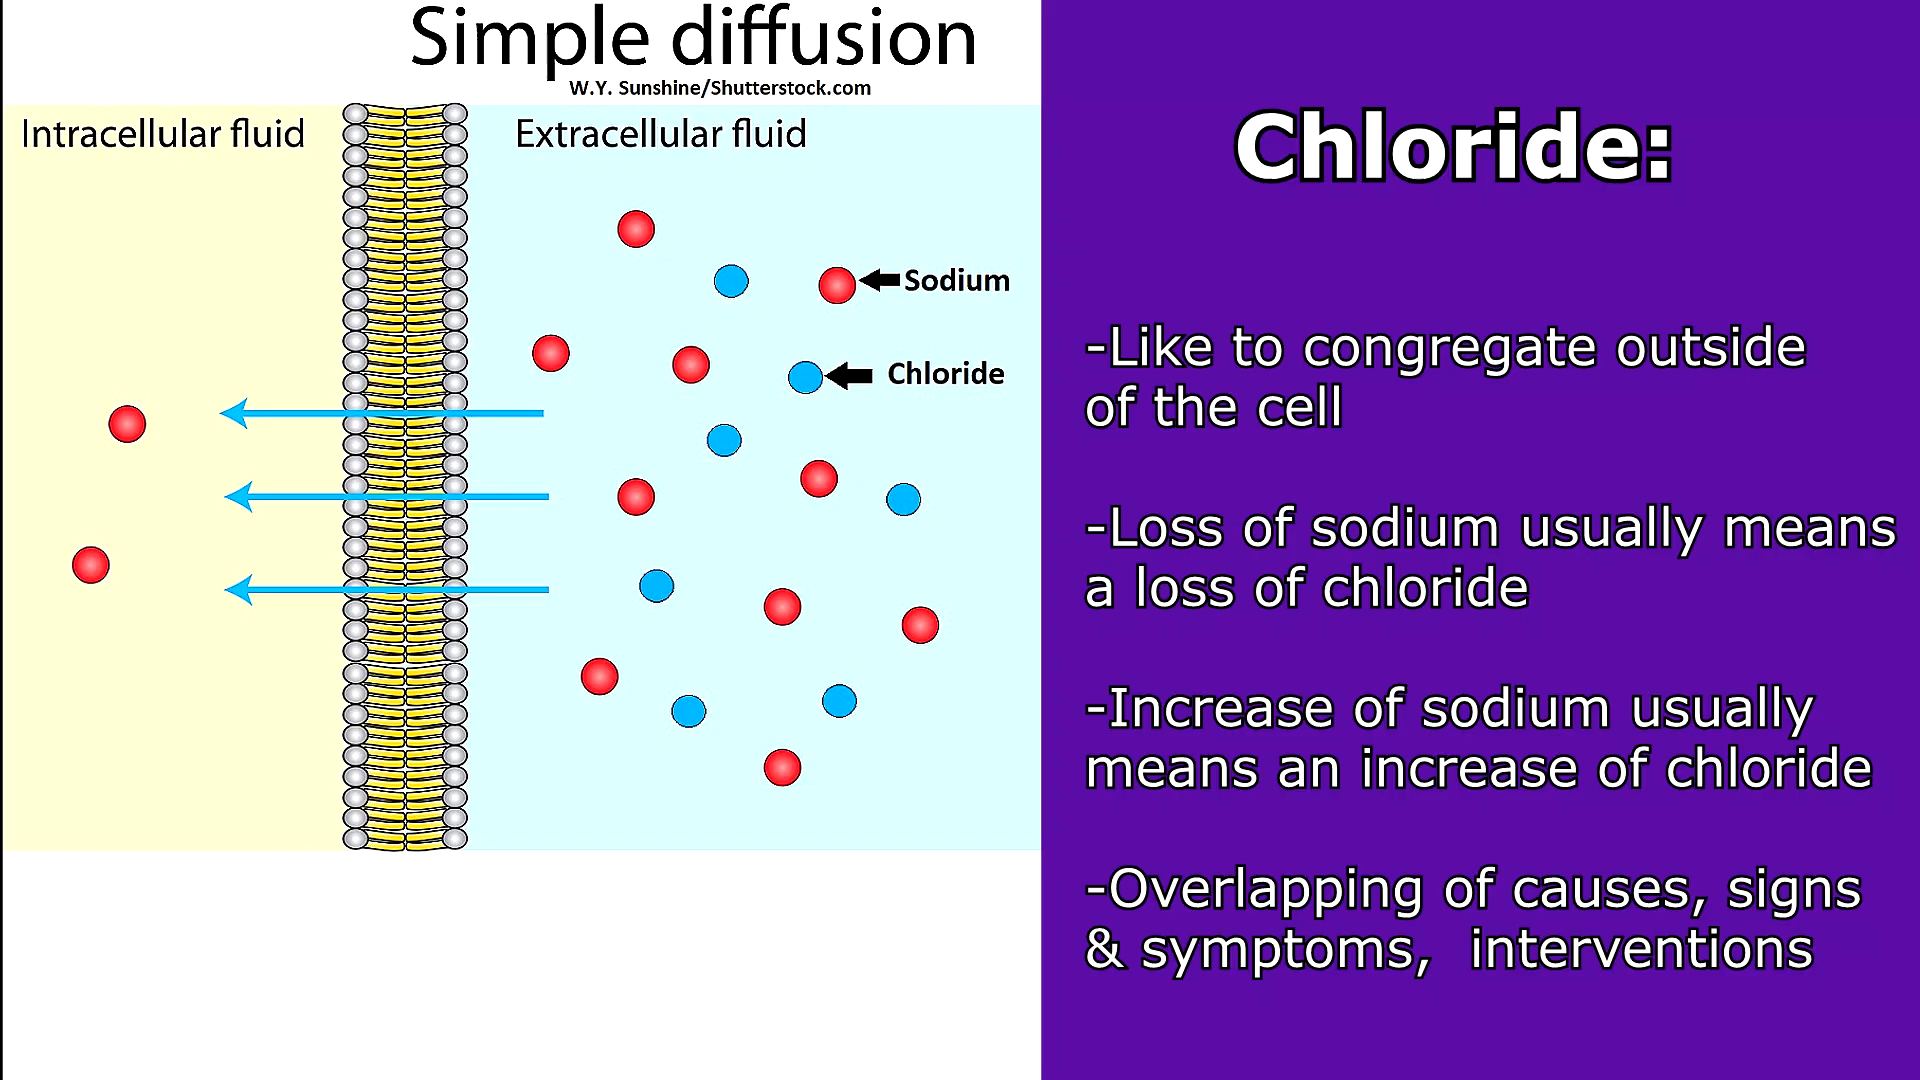 Simple diffusion
W.Y. Sunshine/Shutterstock.com
Intracellular fluid
Extracellular fluid
Sodium
Chloride
Chloride:
-Like to congregate outside
of the cell
-Loss of sodium usually means
a loss of chloride
-Increase of sodium usually
means an increase of chloride
-Overlapping of causes, signs
& symptoms, interventions